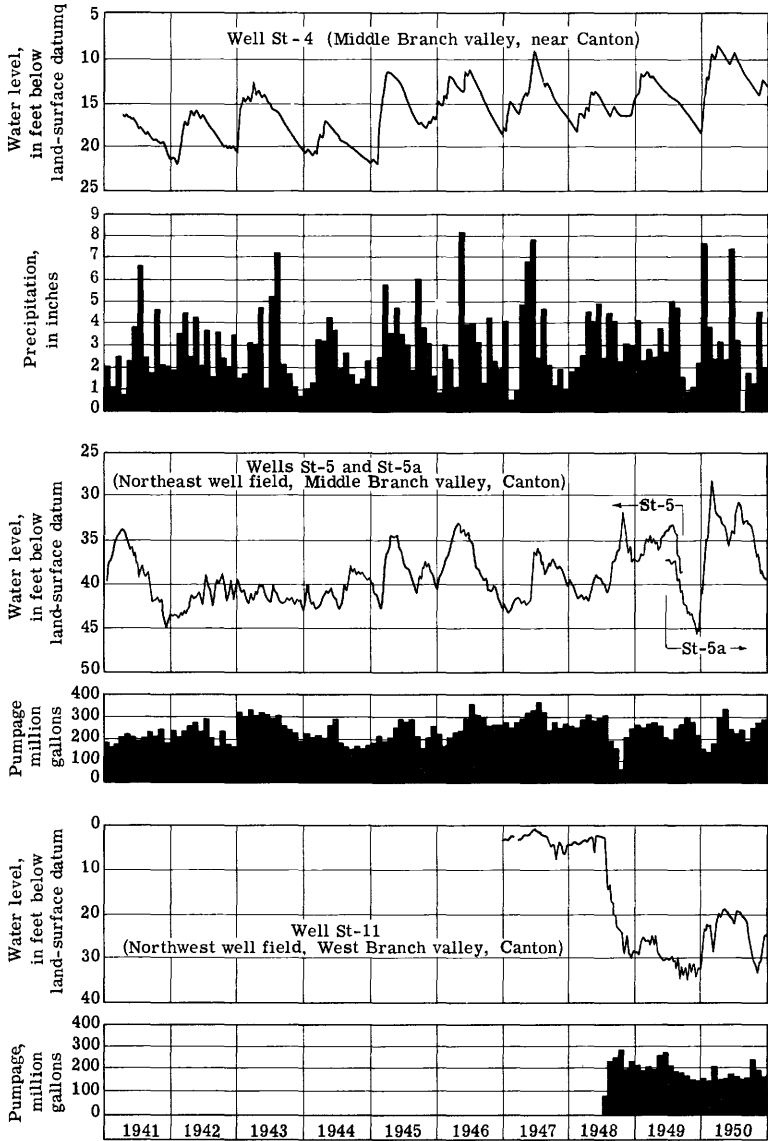 Well St-4 (Middle Branch valley, near Canton)
Water level,
in feet below
land-surface datumq
5
10
15
20
25
Precipitation,
in inches
9
8
7
6
5
4
3
2
1
0
Wells St-5 and St-5a
(Northeast well field, Middle Branch valley, Canton)
Water level,
in feet below
land-surface datum
25
30
35
40
45
50
St-5
St-5a
Pumpage
million
gallons
400
300
200
100
0
Well St-11
(Northwest well field, West Branch valley, Canton)
Water level,
in feet below
land-surface datum
0
10
20
30
40
Pumpage,
million
gallons
400
300
200
100
0
1941 1942 1943 1944 1945 1946 1947 1948 1949 1950